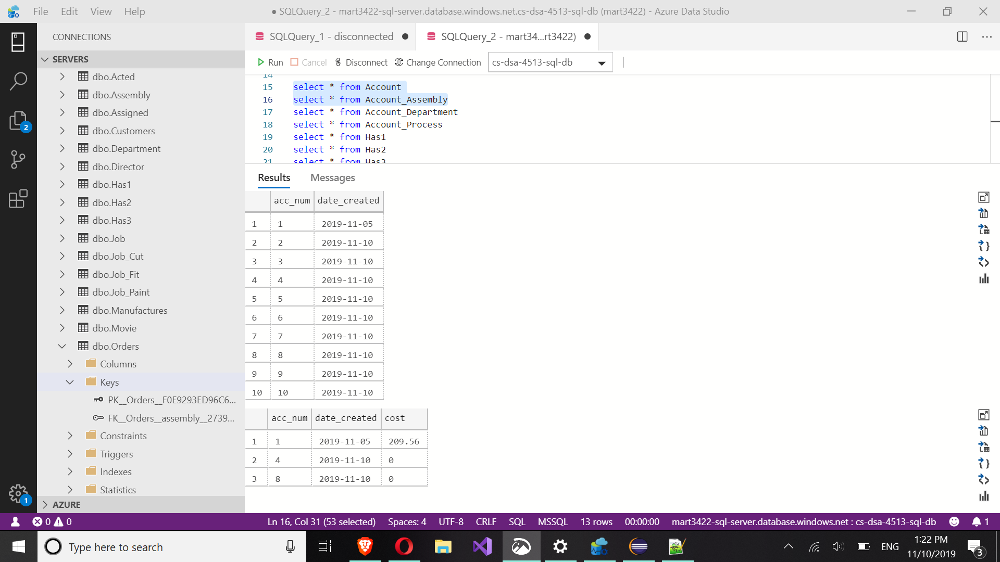 File Edit View Help
● SQLQuery_2 - mart3422-sql-server.database.windows.net.cs-dsa-4513-sql-db (mart3422) - Azure Data Studio
CONNECTIONS
SQLQuery_1 - disconnected
SQLQuery_2 - mart34...rt3422)
SERVERS
Run Cancel Disconnect Change Connection cs-dsa-4513-sql-db
dbo.Acted
dbo.Assembly
dbo.Assigned
dbo.Customers
dbo.Department
dbo.Director
dbo.Has1
dbo.Has2
dbo.Has3
dbo.Job
dbo.Job_Cut
dbo.Job_Fit
dbo.Job_Paint
dbo.Manufactures
dbo.Movie
dbo.Orders
Columns
Keys
PK__Orders__F0E9293ED96C6...
FK__Orders__assembly__2739...
Constraints
Triggers
Indexes
Statistics
AZURE
2
1
14
15 select * from Account
16 select * from Account_Assembly
17 select * from Account_Department
18 select * from Account_Process
19 select * from Has1
20 select * from Has2
21 select * from Has3
Results Messages
acc_num date_created
1 1 2019-11-05
2 2 2019-11-10
3 3 2019-11-10
4 4 2019-11-10
5 5 2019-11-10
6 6 2019-11-10
7 7 2019-11-10
8 8 2019-11-10
9 9 2019-11-10
10 10 2019-11-10
acc_num date_created cost
1 1 2019-11-05 209.56
2 4 2019-11-10 0
3 8 2019-11-10 0
0 0 Ln 16, Col 31 (53 selected) Spaces: 4 UTF-8 CRLF SQL MSSQL 13 rows 00:00:00 mart3422-sql-server.database.windows.net : cs-dsa-4513-sql-db 1
Type here to search
ENG
1:22 PM
11/10/2019
3